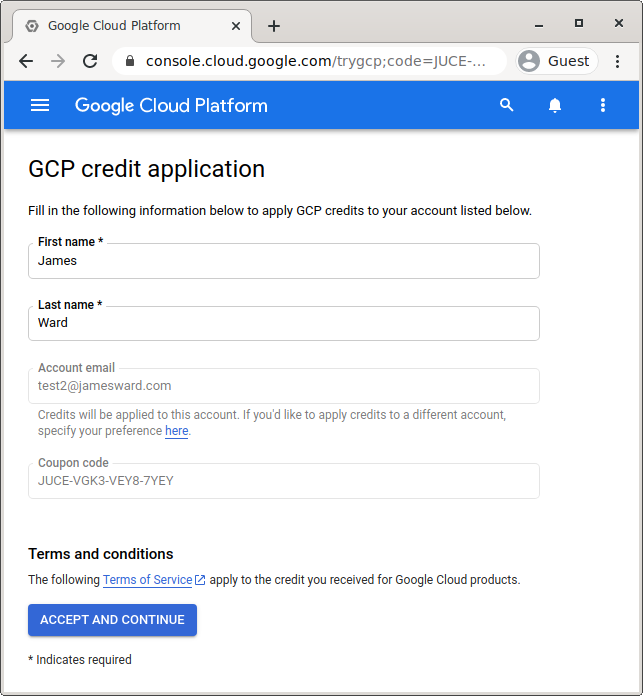 Google Cloud Platform
console.cloud.google.com/trygcp;code=JUCE-...
Guest
Google Cloud Platform
GCP credit application
Fill in the following information below to apply GCP credits to your account listed below.
First name *
James
Last name *
Ward
Account email
test2@jamesward.com
Credits will be applied to this account. If you'd like to apply credits to a different account,
specify your preference here.
Coupon code
JUCE-VGK3-VEY8-7YEY
Terms and conditions
The following Terms of Service apply to the credit you received for Google Cloud products.
ACCEPT AND CONTINUE
* Indicates required